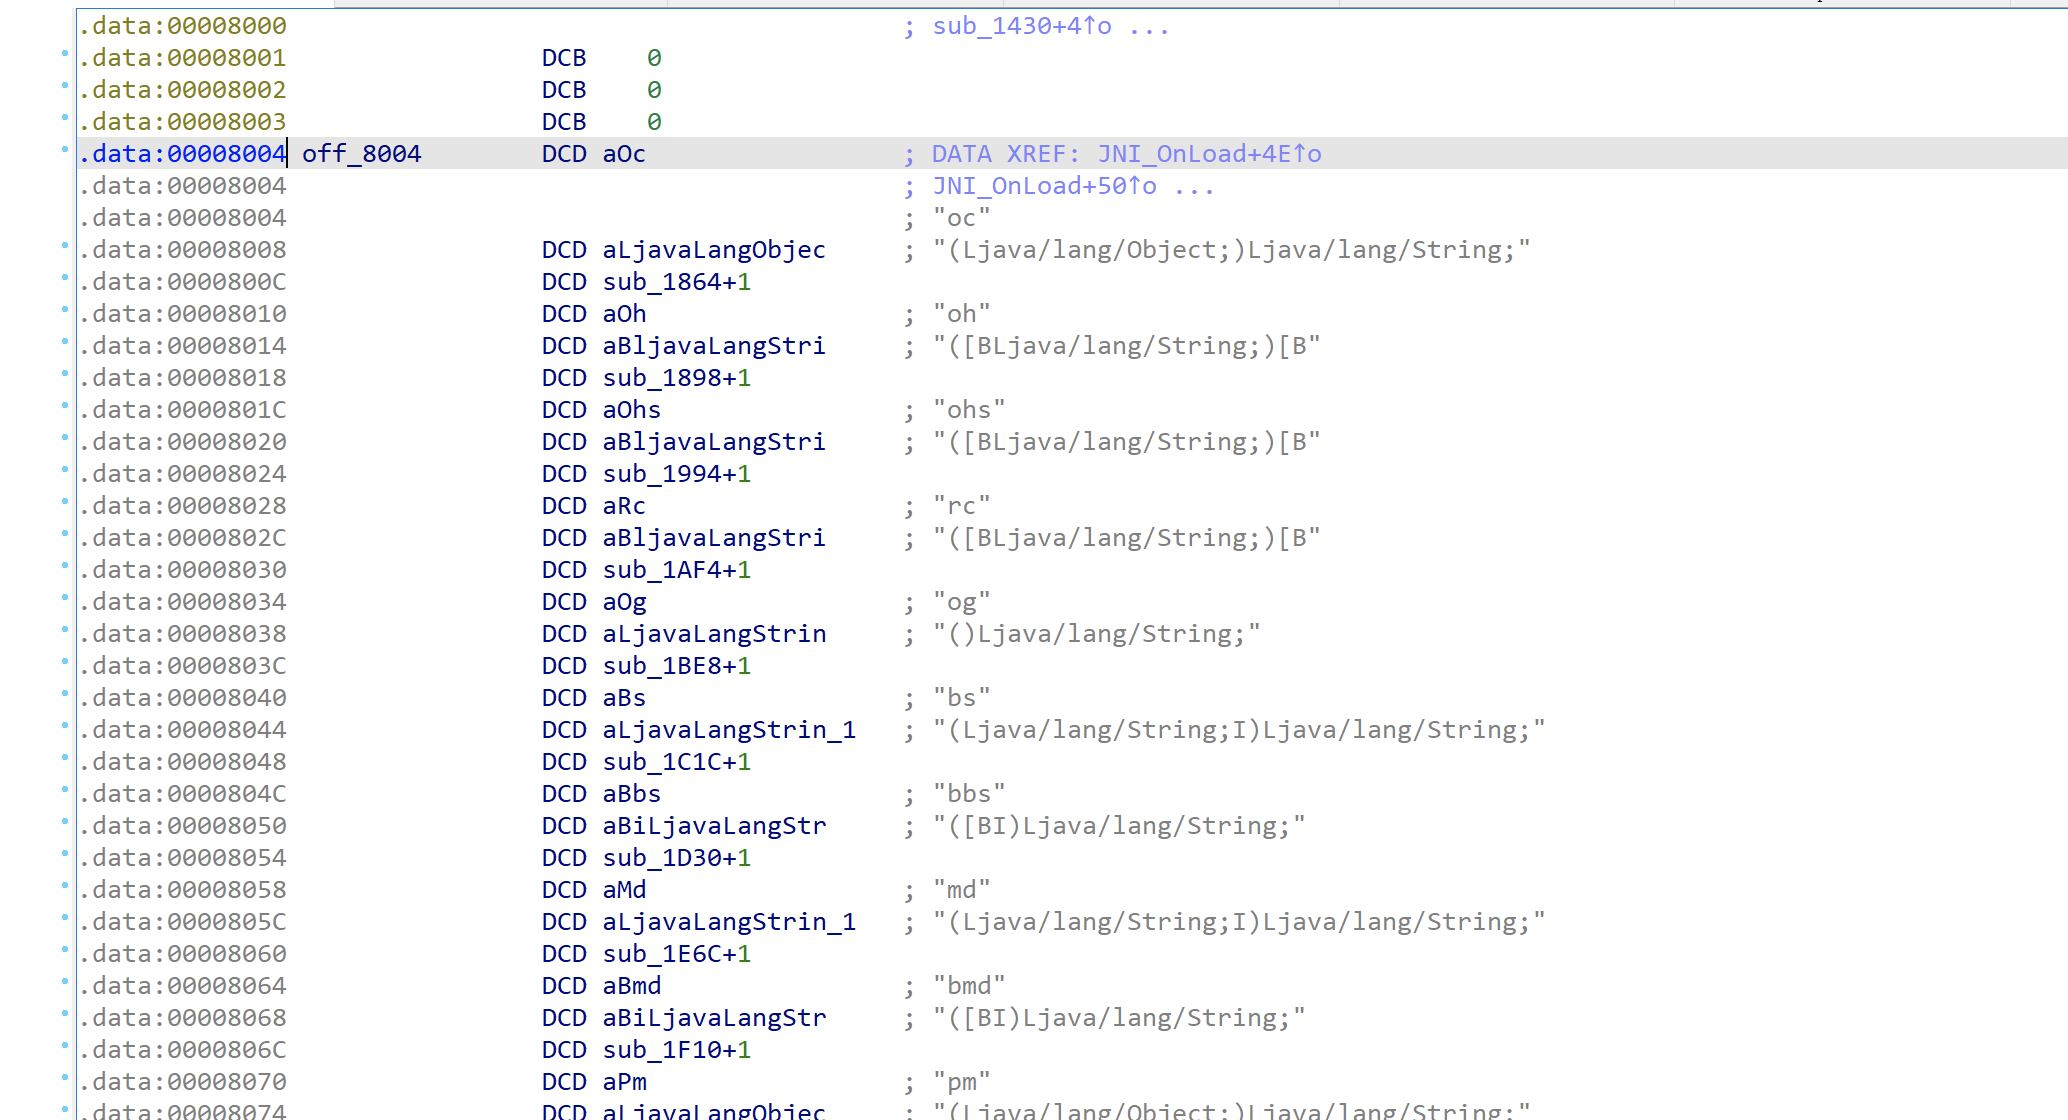 .data:00008000 ; sub_1430+4↑o ...
.data:00008001 DCB 0
.data:00008002 DCB 0
.data:00008003 DCB 0
.data:00008004 off_8004 DCD aOc ; DATA XREF: JNI_OnLoad+4E↑o
.data:00008004 ; JNI_OnLoad+50↑o ...
.data:00008004 ; "oc"
.data:00008008 DCD aLjavaLangObjec ; "(Ljava/lang/Object;)Ljava/lang/String;"
.data:0000800C DCD sub_1864+1
.data:00008010 DCD aOh ; "oh"
.data:00008014 DCD aBljavaLangStri ; "([BLjava/lang/String;)[B"
.data:00008018 DCD sub_1898+1
.data:0000801C DCD aOhs ; "ohs"
.data:00008020 DCD aBljavaLangStri ; "([BLjava/lang/String;)[B"
.data:00008024 DCD sub_1994+1
.data:00008028 DCD aRc ; "rc"
.data:0000802C DCD aBljavaLangStri ; "([BLjava/lang/String;)[B"
.data:00008030 DCD sub_1AF4+1
.data:00008034 DCD aOg ; "og"
.data:00008038 DCD aLjavaLangStrin ; "()Ljava/lang/String;"
.data:0000803C DCD sub_1BE8+1
.data:00008040 DCD aBs ; "bs"
.data:00008044 DCD aLjavaLangStrin_1 ; "(Ljava/lang/String;I)Ljava/lang/String;"
.data:00008048 DCD sub_1C1C+1
.data:0000804C DCD aBbs ; "bbs"
.data:00008050 DCD aBiLjavaLangStr ; "([BI)Ljava/lang/String;"
.data:00008054 DCD sub_1D30+1
.data:00008058 DCD aMd ; "md"
.data:0000805C DCD aLjavaLangStrin_1 ; "(Ljava/lang/String;I)Ljava/lang/String;"
.data:00008060 DCD sub_1E6C+1
.data:00008064 DCD aBmd ; "bmd"
.data:00008068 DCD aBiLjavaLangStr ; "([BI)Ljava/lang/String;"
.data:0000806C DCD sub_1F10+1
.data:00008070 DCD aPm ; "pm"
.data:00008074 DCD aLjavaLangObjec ; "(Ljava/lang/Object;)Ljava/lang/String;"